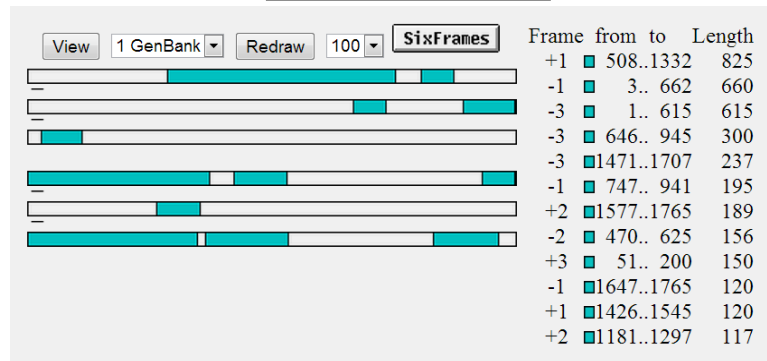 View 1 GenBank Redraw 100 SixFrames
Frame from to Length
+1 508..1332 825
-1 3.. 662 660
-3 1.. 615 615
-3 646.. 945 300
-3 1471..1707 237
-1 747.. 941 195
+2 1577..1765 189
-2 470.. 625 156
+3 51.. 200 150
-1 1647..1765 120
+1 1426..1545 120
+2 1181..1297 117